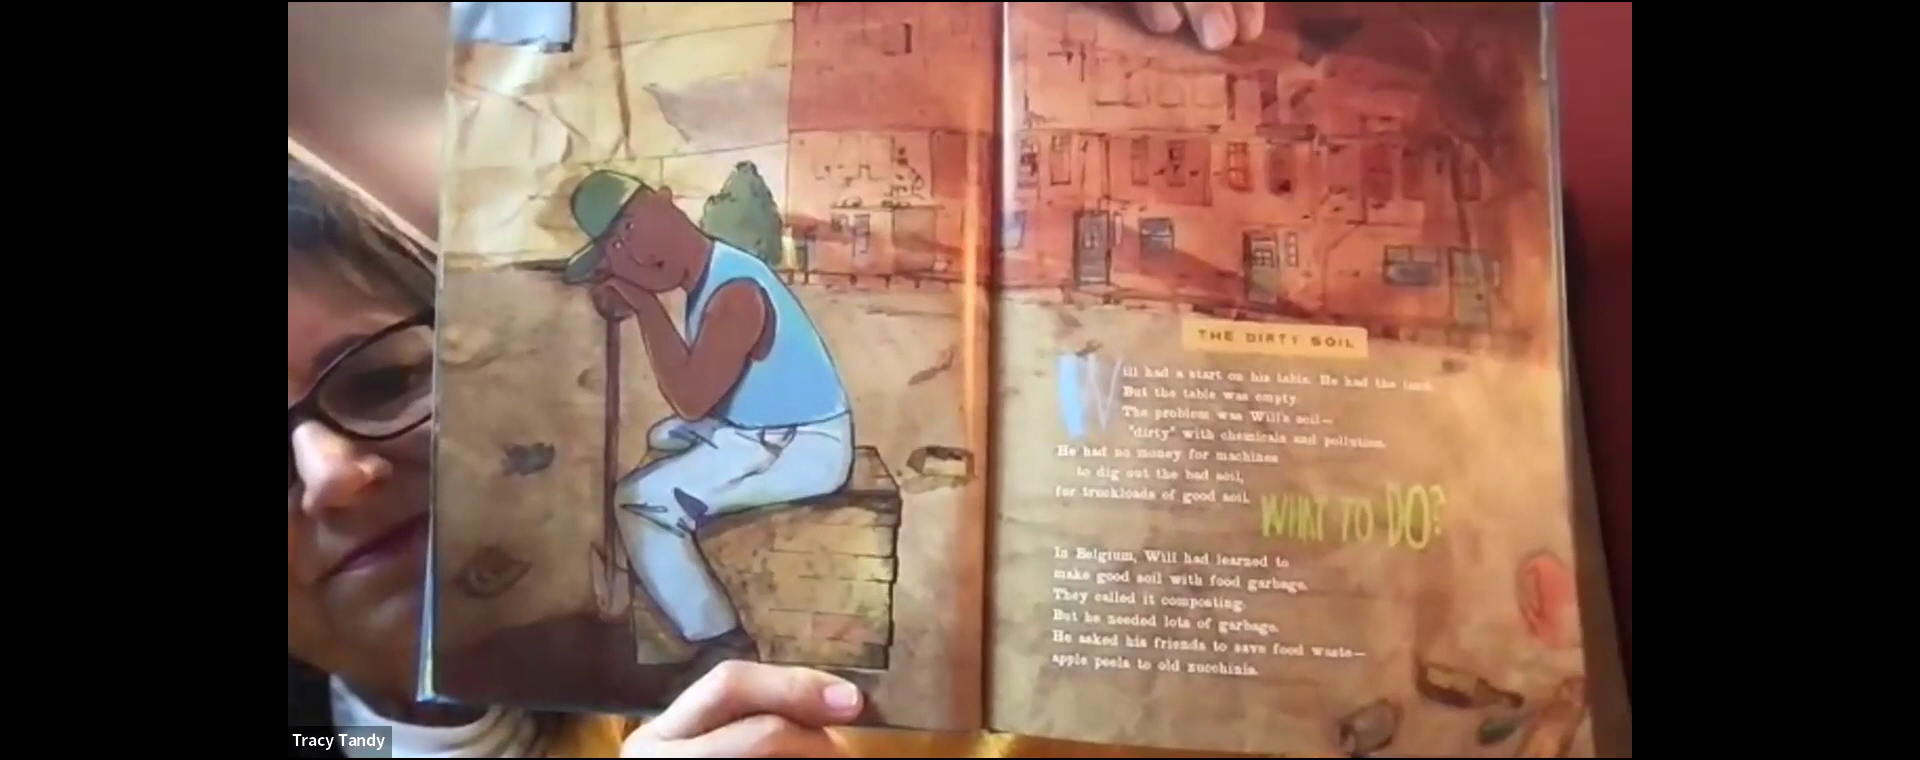 THE DIRTY SOIL
Will had a start on his table. He had the land.
But the table was empty.
The problem was Will's soil—
"dirty" with chemicals and pollution.
He had no money for machines
to dig out the bad soil,
for truckloads of good soil.
WHAT TO DO?
In Belgium, Will had learned to
make good soil with food garbage.
They called it composting.
But he needed lots of garbage.
He asked his friends to save food waste—
apple peels to old zucchinis.
Tracy Tandy